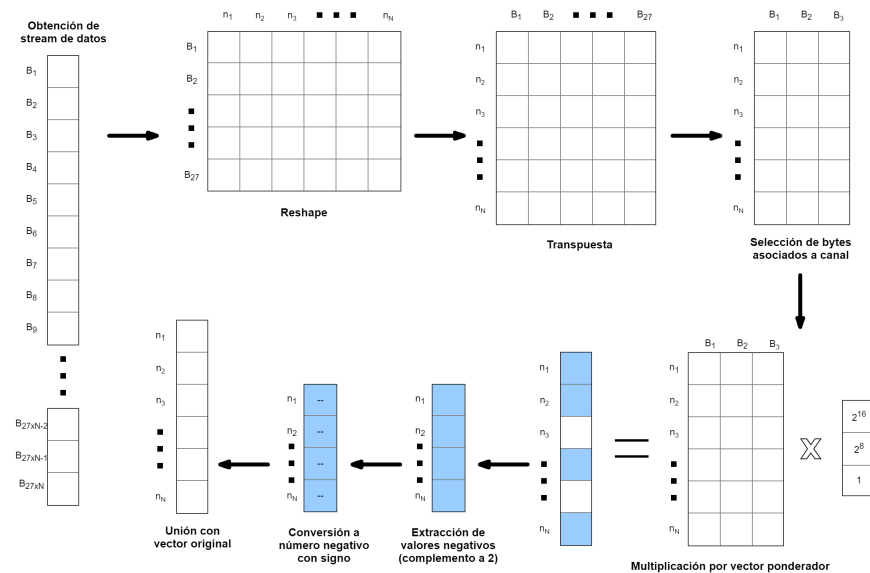 Obtención de
stream de datos
B1
B2
B3
B4
B5
B6
B7
B8
B9
B27xN-2
B27xN-1
B27xN
n1 n2 n3 nN
B1
B2
B27
Reshape
B1 B2 B27
n1
n2
n3
nN
Transpuesta
B1 B2 B3
n1
n2
n3
nN
Selección de bytes
asociados a canal
B1 B2 B3
n1
n2
n3
nN
X
2^16
2^8
1
Multiplicación por vector ponderador
=
n1
n2
n3
nN
n1
n2
nN
Extracción de
valores negativos
(complemento a 2)
n1 --
n2 --
--
nN --
Conversión a
número negativo
con signo
n1
n2
n3
nN
Unión con
vector original